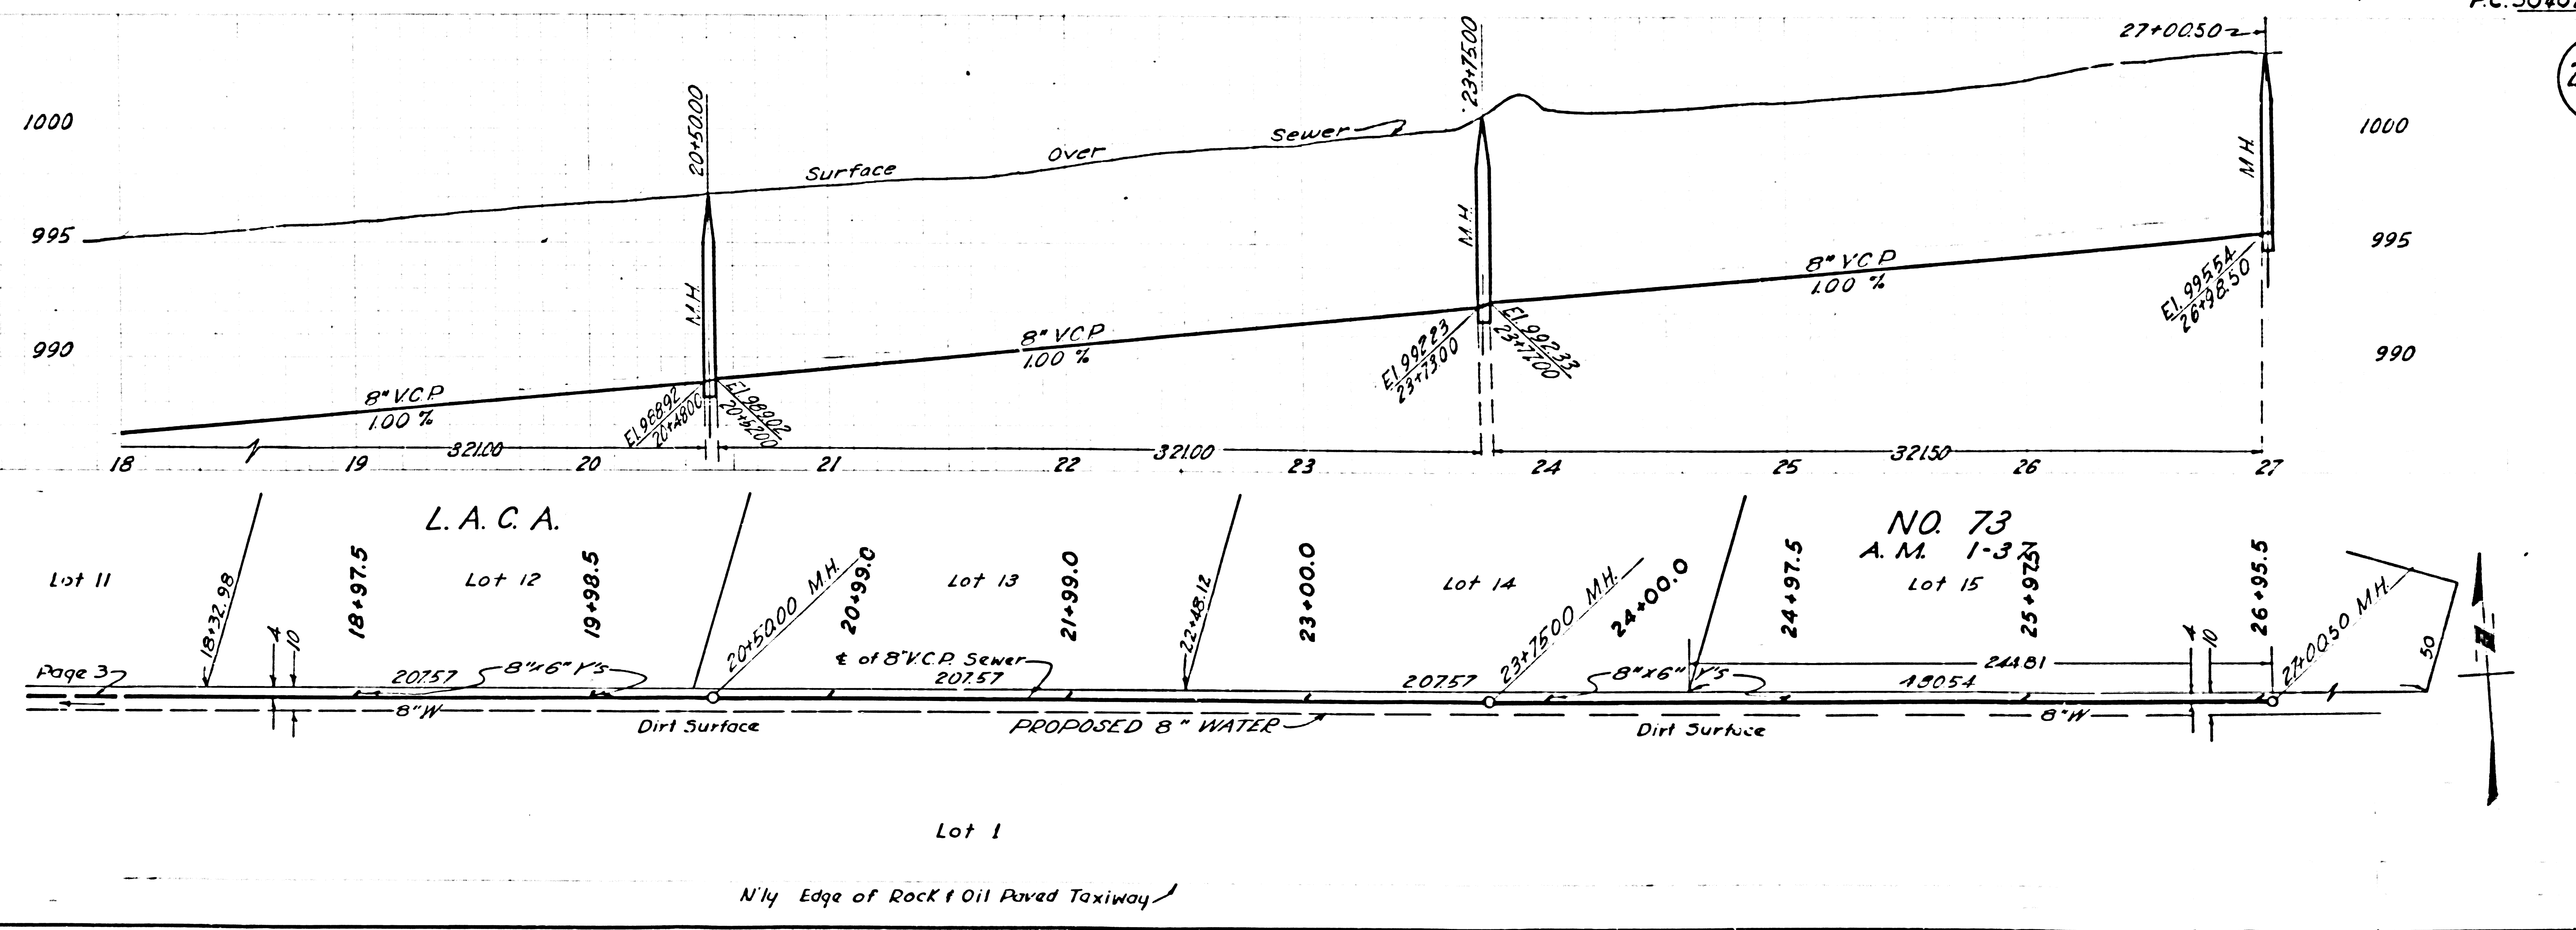 27+00.50
1000
20+50.00
23+75.00
Surface Over Sewer
M.H.
1000
995
M.H.
M.H.
995
8" V.C.P.
1.00 %
El. 995.54
26+98.50
990
8" V.C.P.
1.00 %
El. 992.23
23+73.00
El. 992.33
23+77.00
990
8" V.C.P.
1.00 %
El. 988.92
20+48.00
El. 989.02
20+52.00
321.00
321.00
321.50
18 19 20 21 22 23 24 25 26 27
L. A. C. A.
NO. 73
A. M. 1-37
Lot 11
18+32.98
18+97.5
Lot 12
19+98.5
20+50.00 M.H.
20+99.0
Lot 13
21+99.0
22+48.12
23+00.0
Lot 14
23+75.00 M.H.
24+00.0
24+97.5
Lot 15
25+97.5
26+95.5
27+00.50 M.H.
4
10
4
10
50
Page 3
207.57
8"x6" Y's
℄ of 8" V.C.P. Sewer
207.57
207.57
8"x6" Y's
244.81
8" W
Dirt Surface
PROPOSED 8" WATER
Dirt Surface
8" W
Lot 1
N'ly Edge of Rock & Oil Paved Taxiway